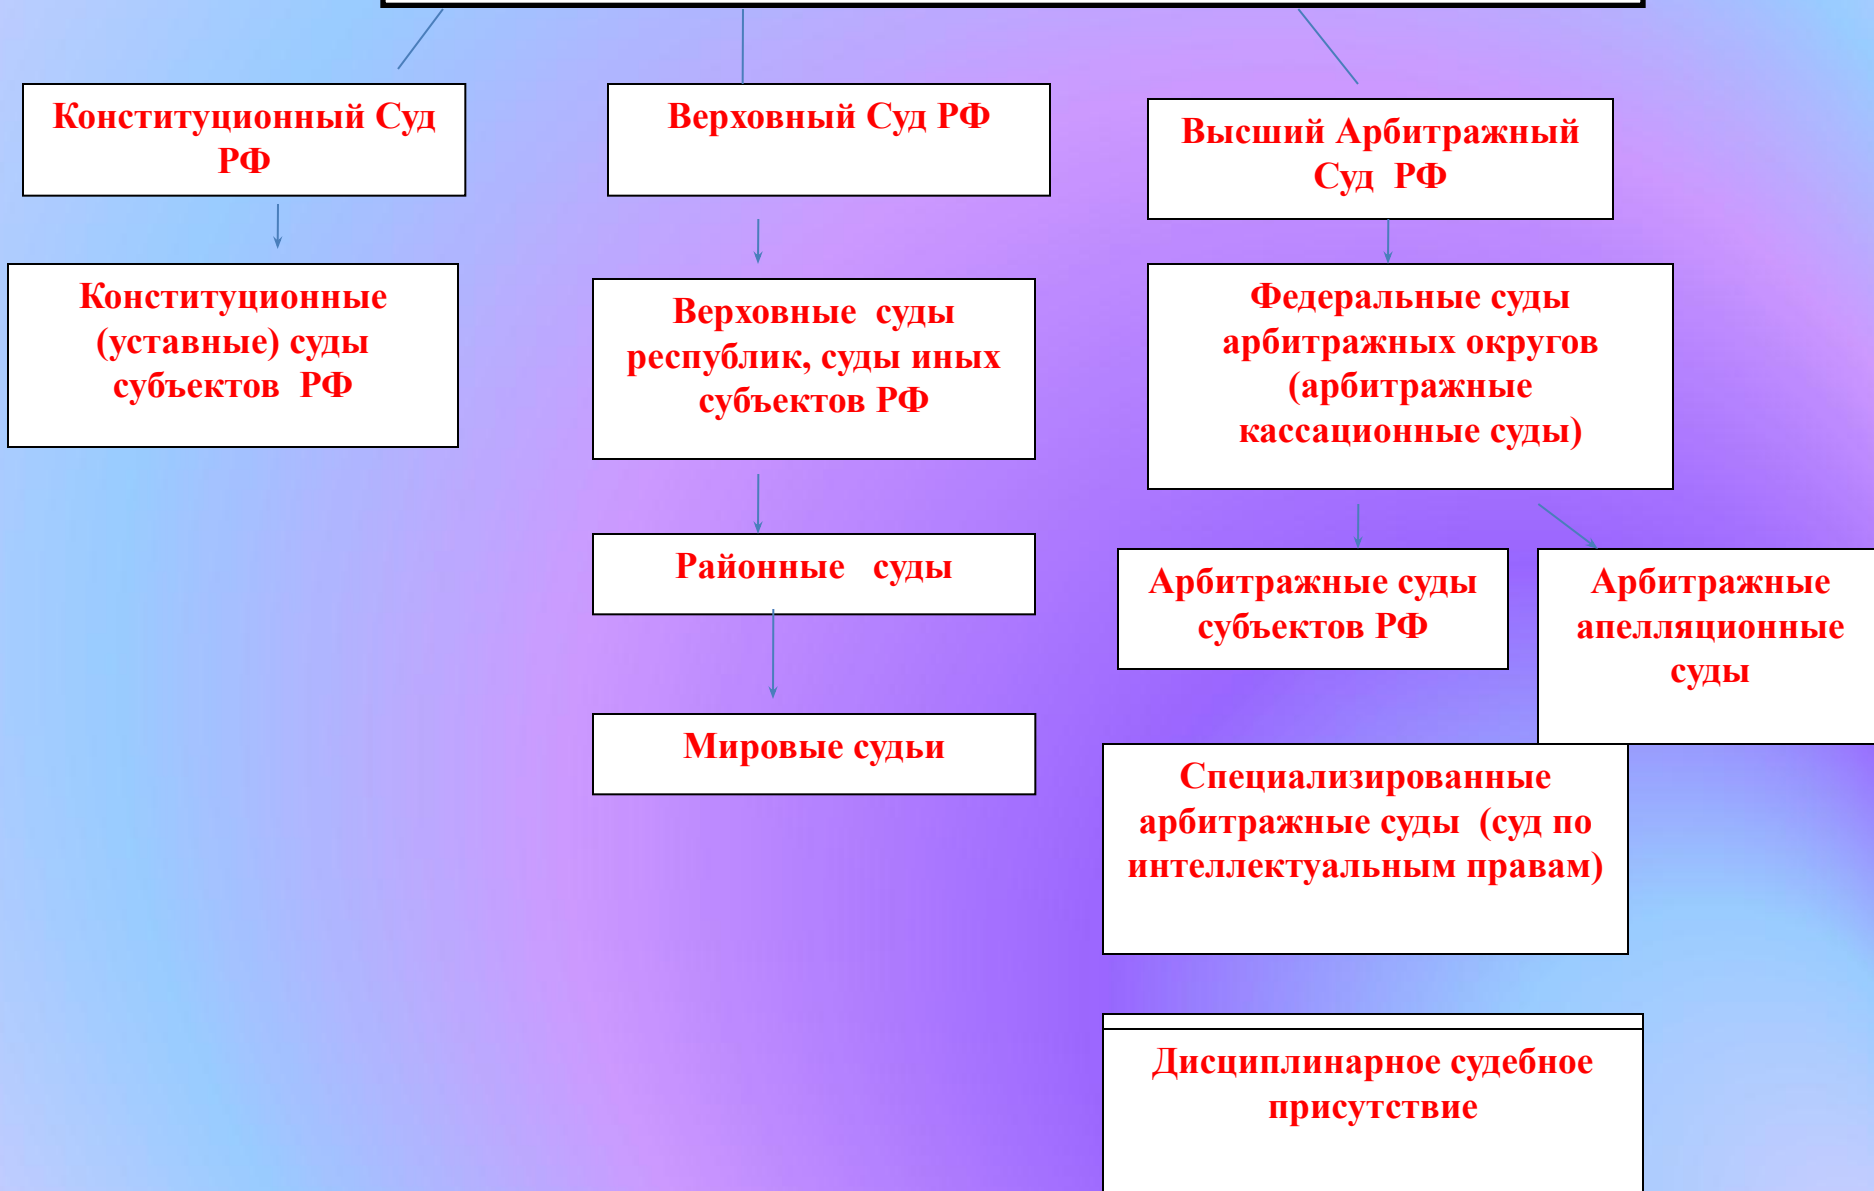 Конституционный Суд
РФ
Верховный Суд РФ
Высший Арбитражный
Суд РФ
Конституционные
(уставные) суды
субъектов РФ
Верховные суды
республик, суды иных
субъектов РФ
Федеральные суды
арбитражных округов
(арбитражные
кассационные суды)
Районные суды
Арбитражные суды
субъектов РФ
Арбитражные
апелляционные
суды
Мировые судьи
Специализированные
арбитражные суды (суд по
интеллектуальным правам)
Дисциплинарное судебное
присутствие